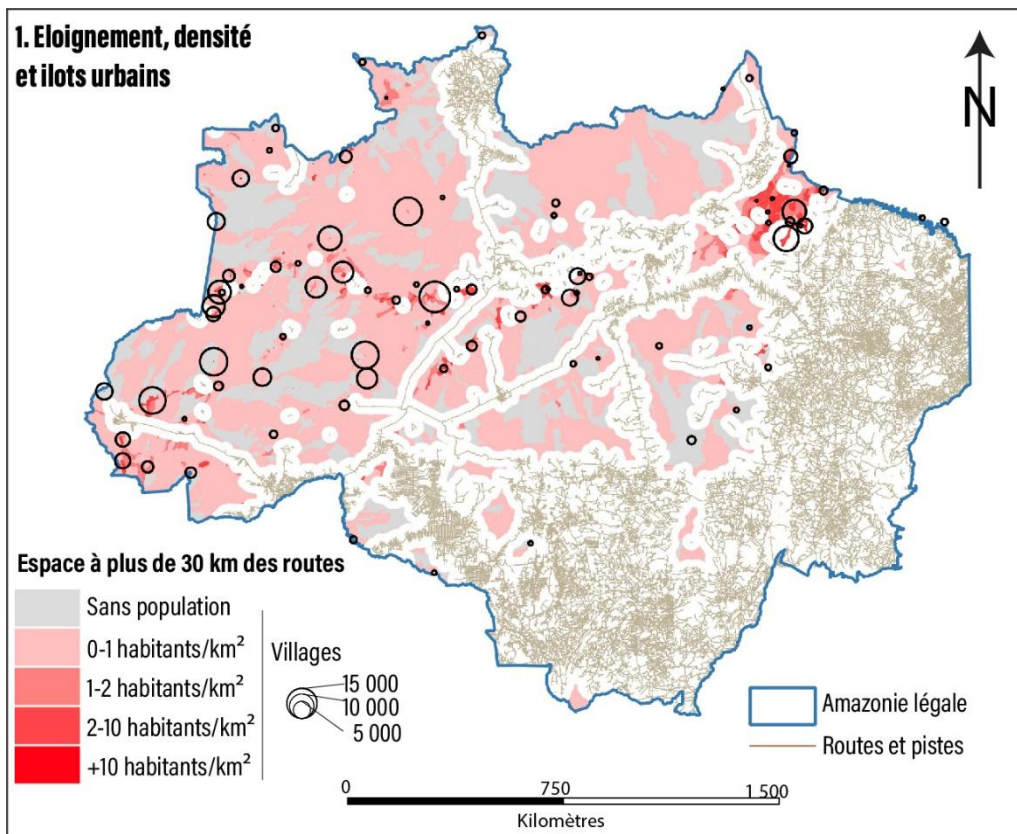 1. Eloignement, densité
et ilots urbains
N
Espace à plus de 30 km des routes
Sans population
0-1 habitants/km²
1-2 habitants/km²
2-10 habitants/km²
+10 habitants/km²
Villages
15 000
10 000
5 000
Amazonie légale
Routes et pistes
0 750 1 500
Kilomètres